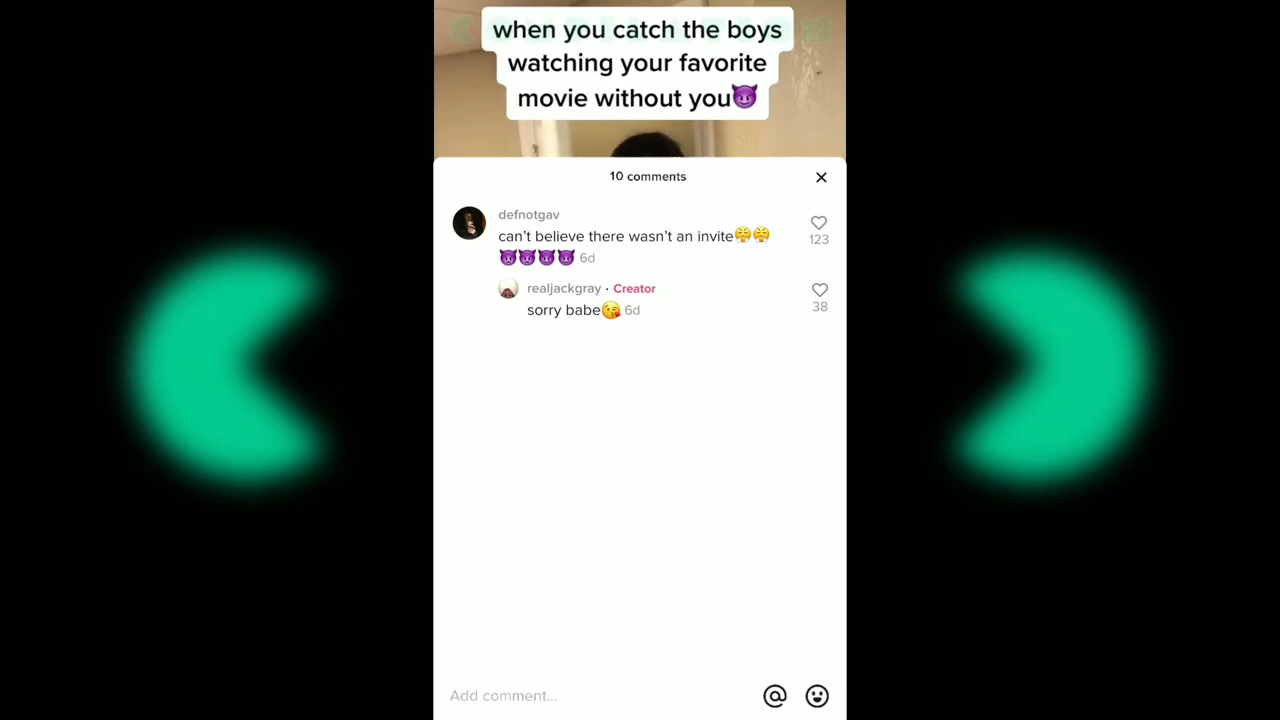 when you catch the boys
watching your favorite
movie without you😈
10 comments
defnotgav
can't believe there wasn't an invite😤😤
😈😈😈😈 6d
123
realjackgray · Creator
sorry babe😘 6d
38
Add comment...